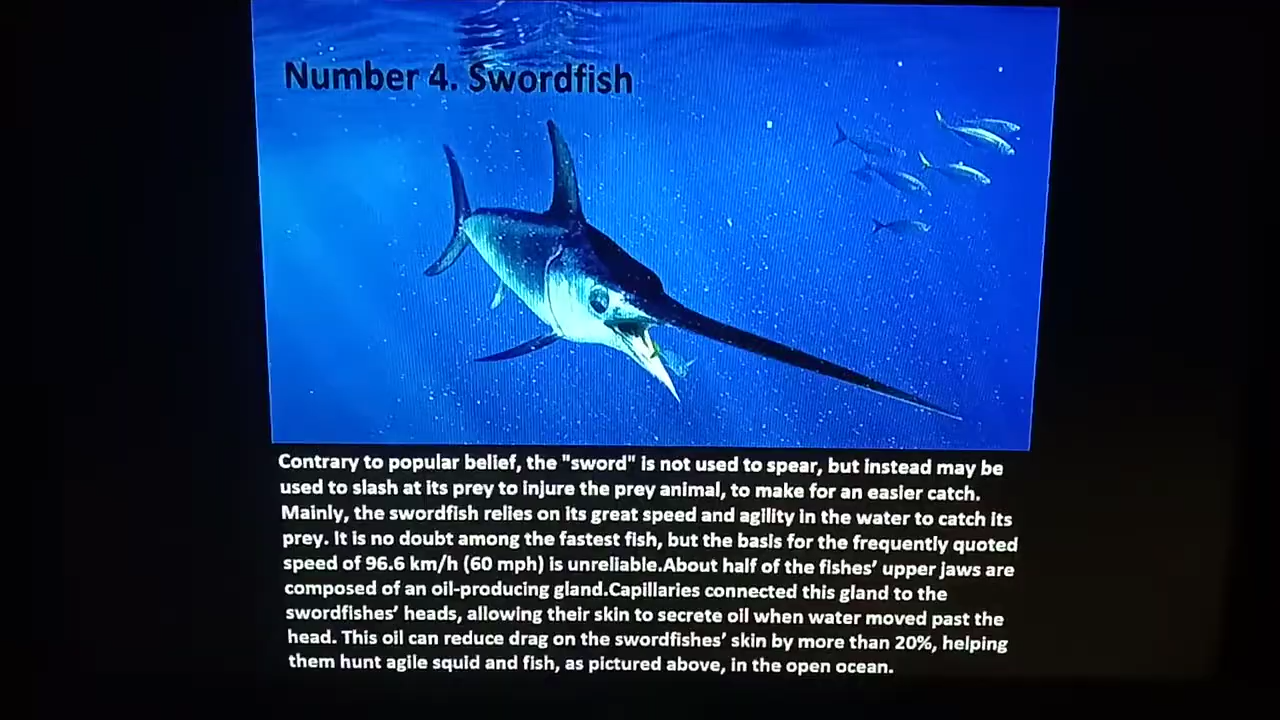 Number 4. Swordfish
Contrary to popular belief, the "sword" is not used to spear, but instead may be
used to slash at its prey to injure the prey animal, to make for an easier catch.
Mainly, the swordfish relies on its great speed and agility in the water to catch its
prey. It is no doubt among the fastest fish, but the basis for the frequently quoted
speed of 96.6 km/h (60 mph) is unreliable.About half of the fishes’ upper jaws are
composed of an oil-producing gland.Capillaries connected this gland to the
swordfishes’ heads, allowing their skin to secrete oil when water moved past the
head. This oil can reduce drag on the swordfishes’ skin by more than 20%, helping
them hunt agile squid and fish, as pictured above, in the open ocean.